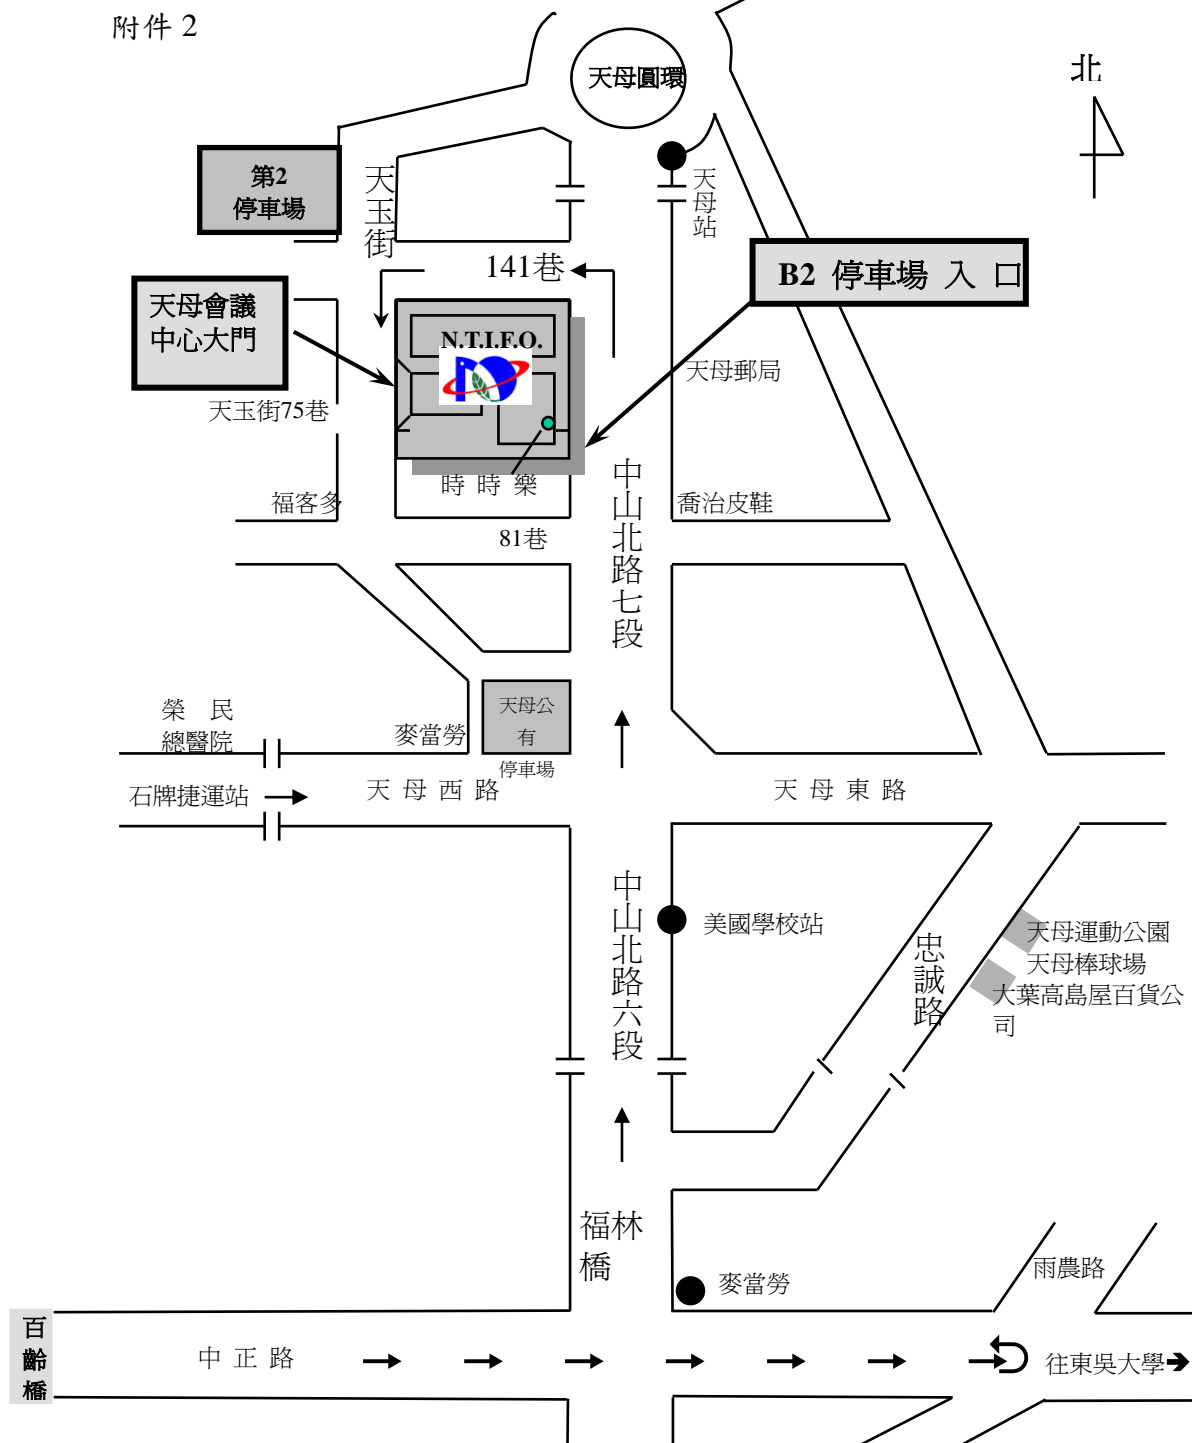 附件 2
天母圓環
北
第2
停車場
天玉街
天母站
141巷
B2 停車場 入 口
天母會議
中心大門
N.T.I.F.O.
天母郵局
天玉街75巷
時 時 樂
福客多
喬治皮鞋
81巷
中山北路七段
榮 民
總醫院
麥當勞
天母公
有
停車場
石牌捷運站
天 母 西 路
天 母 東 路
中山北路六段
美國學校站
忠誠路
天母運動公園
天母棒球場
大葉高島屋百貨公
司
福林
橋
麥當勞
雨農路
百
齡
橋
中 正 路
往東吳大學